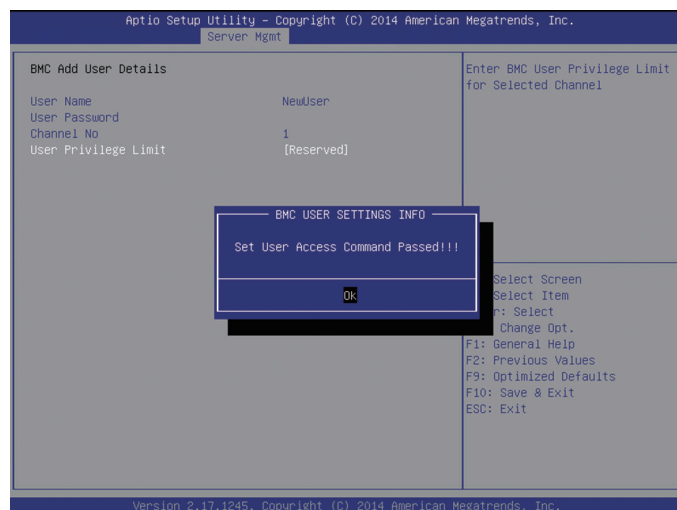 Aptio Setup Utility – Copyright (C) 2014 American Megatrends, Inc.
Server Mgmt
BMC Add User Details
User Name NewUser
User Password
Channel No 1
User Privilege Limit [Reserved]
Enter BMC User Privilege Limit
for Selected Channel
BMC USER SETTINGS INFO
Set User Access Command Passed!!!
Ok
Select Screen
Select Item
r: Select
Change Opt.
F1: General Help
F2: Previous Values
F9: Optimized Defaults
F10: Save & Exit
ESC: Exit
Version 2.17.1245. Copyright (C) 2014 American Megatrends, Inc.